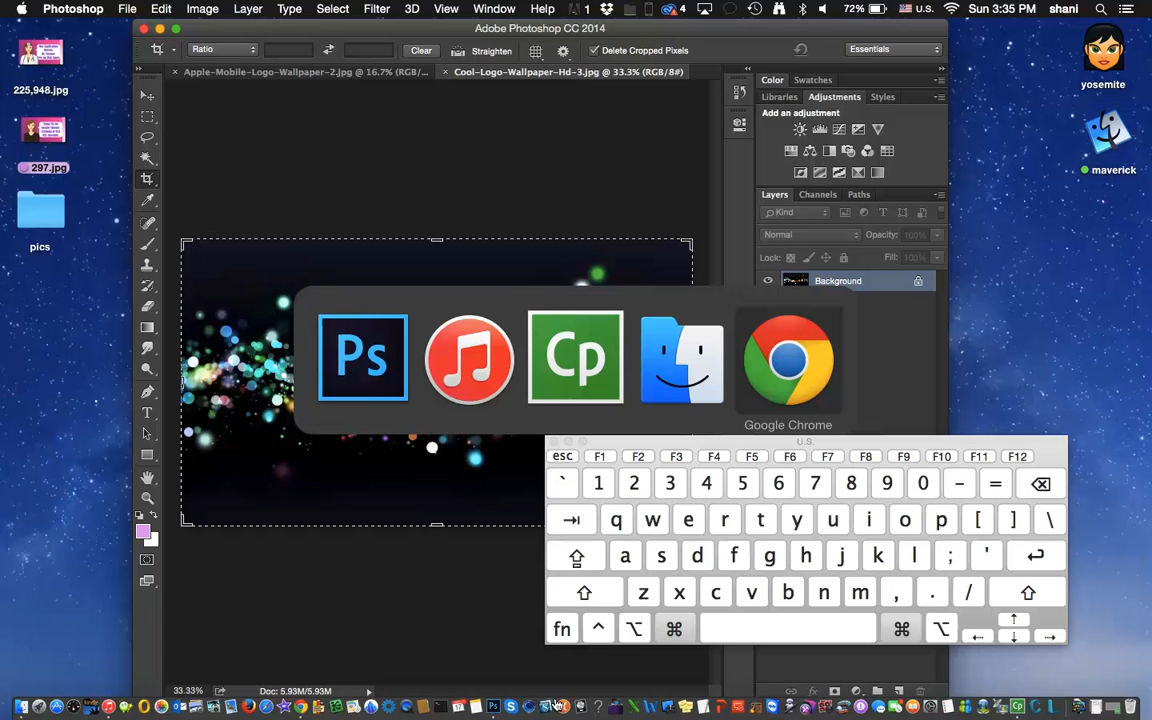 Photoshop File Edit Image Layer Type Select Filter 3D View Window Help 4 72% U.S. Sun 3:35 PM shani
Adobe Photoshop CC 2014
Ratio Clear Straighten Delete Cropped Pixels Essentials
Apple-Mobile-Logo-Wallpaper-2.jpg @ 16.7% (RGB/... Cool-Logo-Wallpaper-Hd-3.jpg @ 33.3% (RGB/8#)
Color Swatches
Libraries Adjustments Styles
Add an adjustment
Layers Channels Paths
Kind
Normal Opacity: 100%
Lock: Fill: 100%
Background
225,948.jpg
297.jpg
pics
yosemite
maverick
Ps Cp
Google Chrome
U.S.
esc F1 F2 F3 F4 F5 F6 F7 F8 F9 F10 F11 F12
` 1 2 3 4 5 6 7 8 9 0 - =
q w e r t y u i o p [ ] \
a s d f g h j k l ; '
z x c v b n m , . /
fn ^ ⌥ ⌘ ⌘ ⌥
33.33% Doc: 5.93M/5.93M